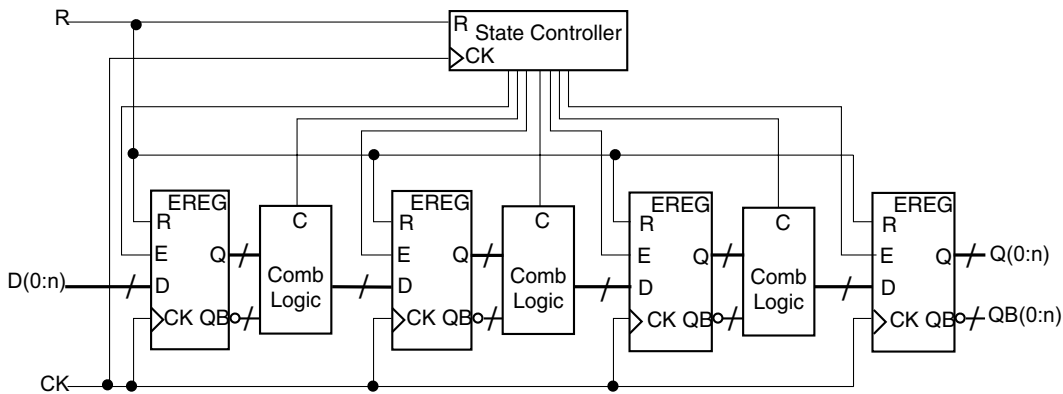 R
R
State Controller
CK
EREG
R
E
Q
D
CK
QB
C
Comb
Logic
EREG
R
E
Q
D
CK
QB
C
Comb
Logic
EREG
R
E
Q
D
CK
QB
C
Comb
Logic
EREG
R
E
Q
D
CK
QB
D(0:n)
Q(0:n)
QB(0:n)
CK